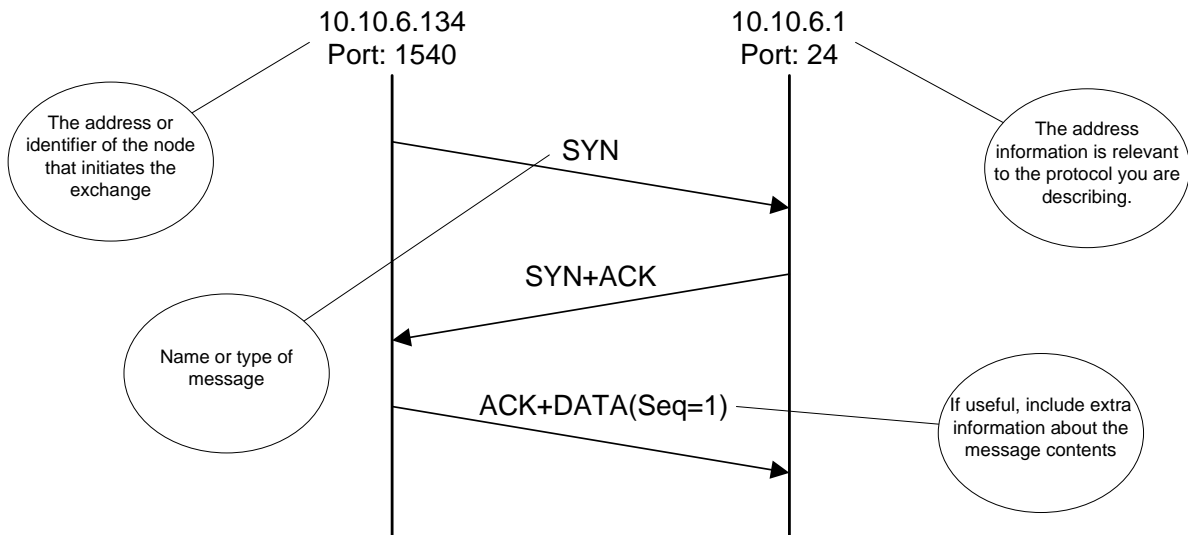 10.10.6.134
Port: 1540
10.10.6.1
Port: 24
The address or
identifier of the node
that initiates the
exchange
The address
information is relevant
to the protocol you are
describing.
SYN
SYN+ACK
Name or type of
message
ACK+DATA(Seq=1)
If useful, include extra
information about the
message contents